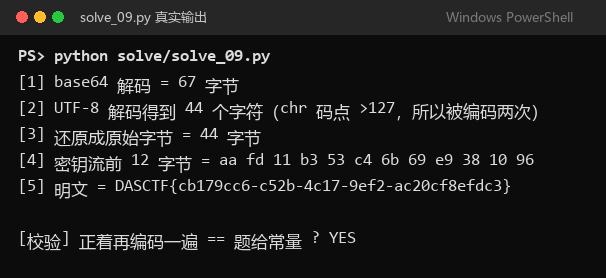 solve_09.py 真实输出 Windows PowerShell
PS> python solve/solve_09.py
[1] base64 解码 = 67 字节
[2] UTF-8 解码得到 44 个字符 (chr 码点 >127, 所以被编码两次)
[3] 还原成原始字节 = 44 字节
[4] 密钥流前 12 字节 = aa fd 11 b3 53 c4 6b 69 e9 38 10 96
[5] 明文 = DASCTF{cb179cc6-c52b-4c17-9ef2-ac20cf8efdc3}
[校验] 正着再编码一遍 == 题给常量 ? YES